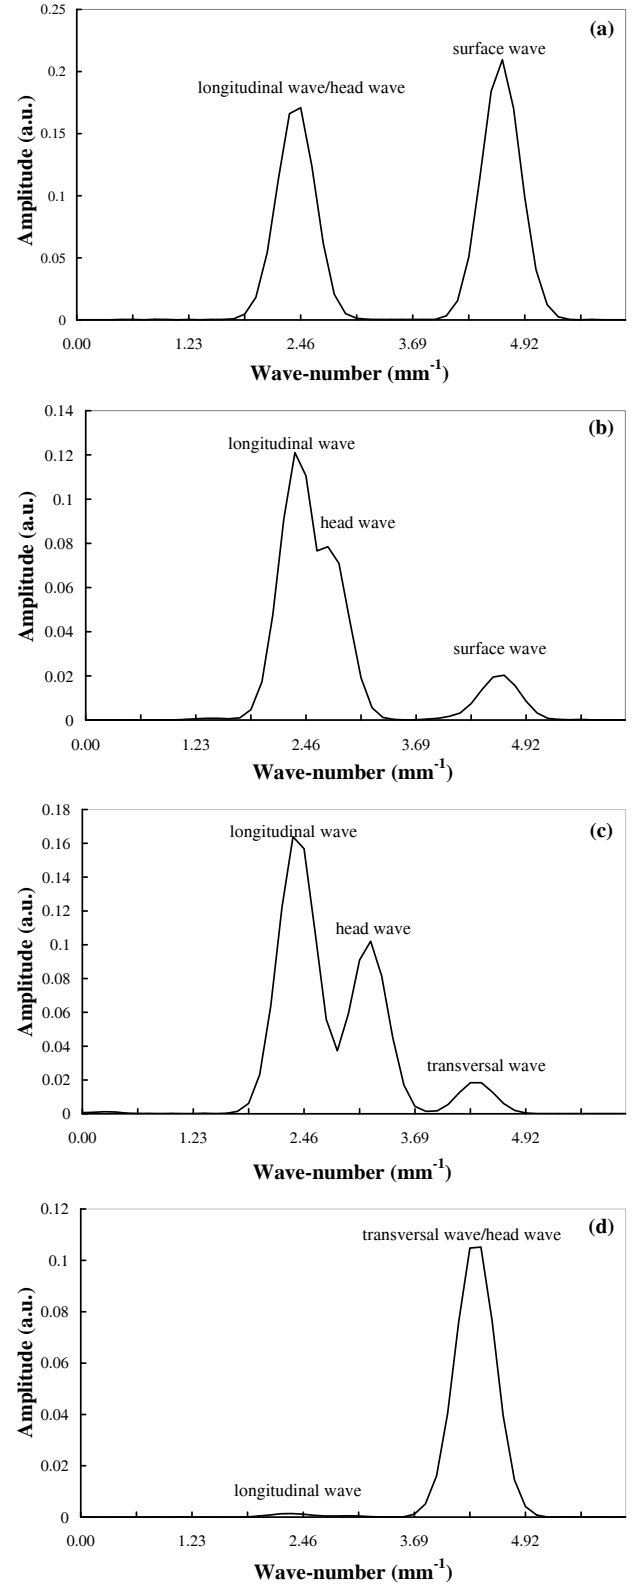 0.25
(a)
surface wave
0.2
longitudinal wave/head wave
0.15
0.1
0.05
0
Amplitude (a.u.)
0.00 1.23 2.46 3.69 4.92
Wave-number (mm-1)
0.14
(b)
longitudinal wave
0.12
0.1
head wave
0.08
0.06
0.04
surface wave
0.02
0
Amplitude (a.u.)
0.00 1.23 2.46 3.69 4.92
Wave-number (mm-1)
0.18
(c)
longitudinal wave
0.16
0.14
0.12
head wave
0.1
0.08
0.06
0.04
transversal wave
0.02
0
Amplitude (a.u.)
0.00 1.23 2.46 3.69 4.92
Wave-number (mm-1)
0.12
(d)
transversal wave/head wave
0.1
0.08
0.06
0.04
0.02
longitudinal wave
0
Amplitude (a.u.)
0.00 1.23 2.46 3.69 4.92
Wave-number (mm-1)